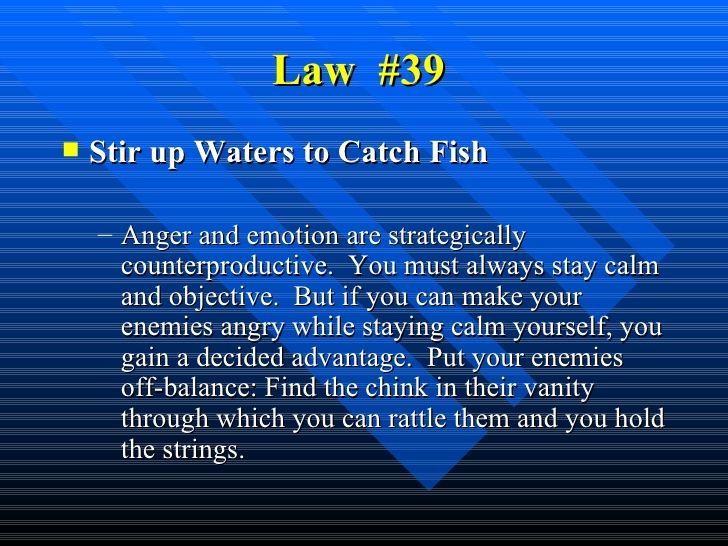 Law  #39
Stir up Waters to Catch Fish
– Anger and emotion are strategically
counterproductive.  You must always stay calm
and objective.  But if you can make your
enemies angry while staying calm yourself, you
gain a decided advantage.  Put your enemies
off-balance: Find the chink in their vanity
through which you can rattle them and you hold
the strings.